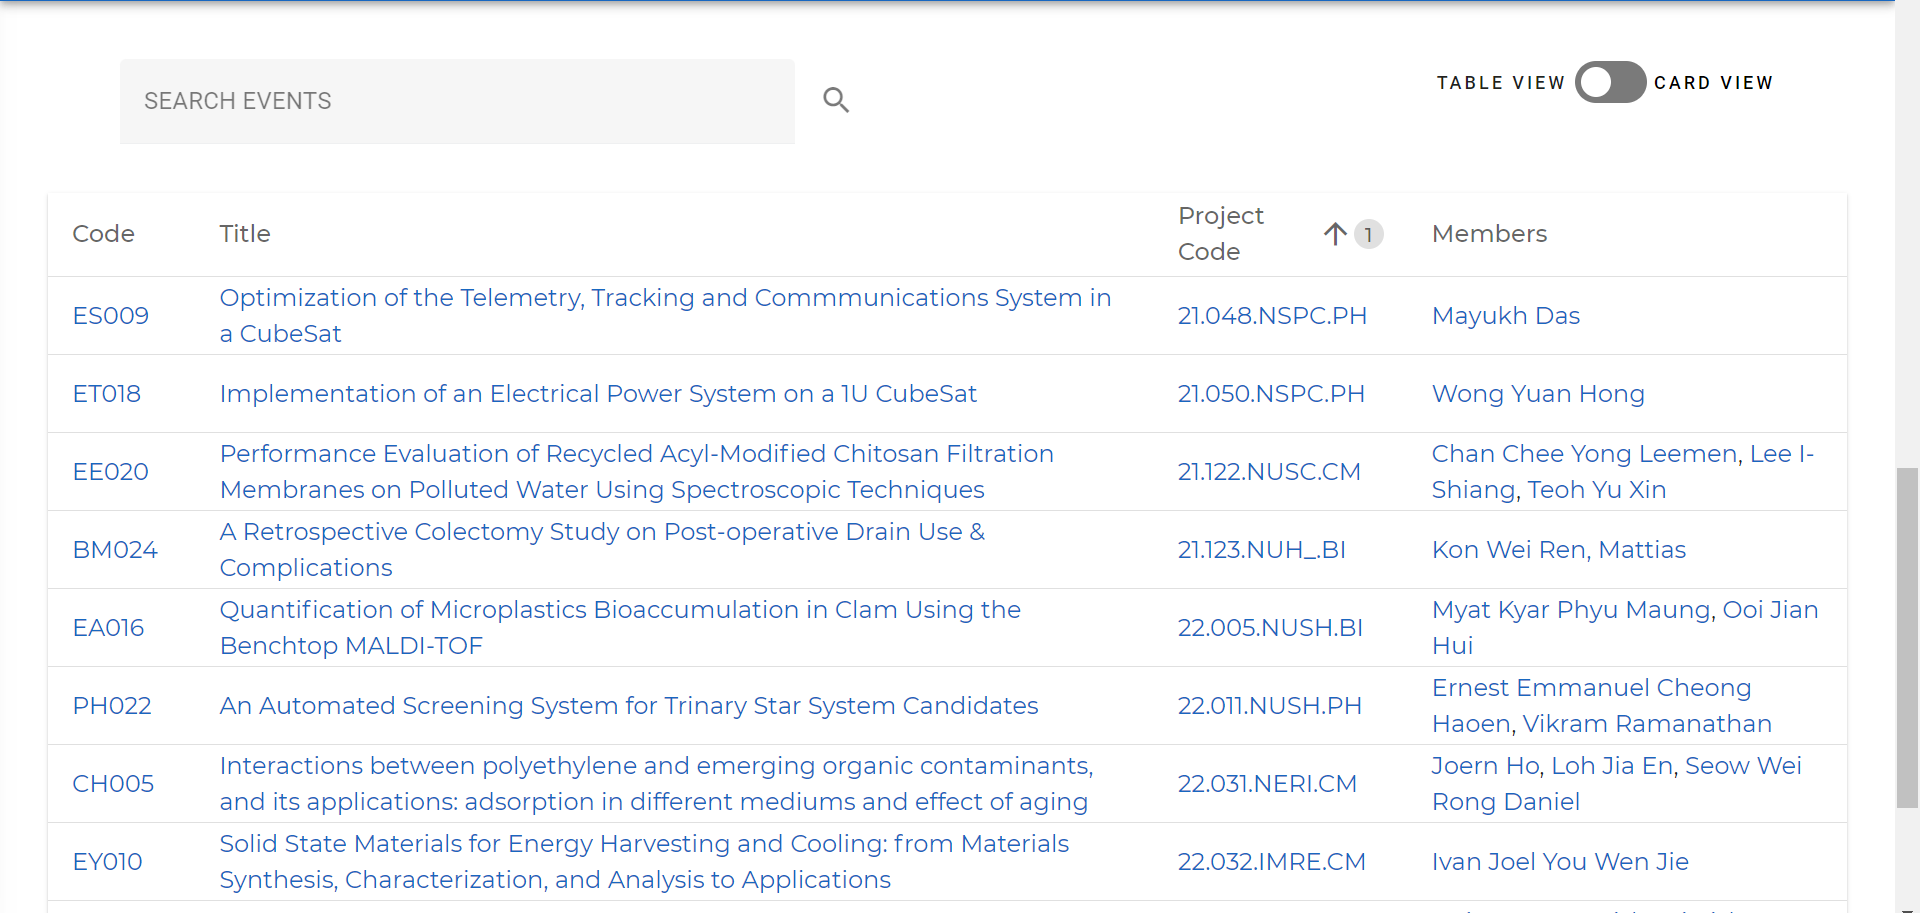 SEARCH EVENTS
TABLE VIEW CARD VIEW
Code Title Project Code 1 Members
ES009 Optimization of the Telemetry, Tracking and Commmunications System in 21.048.NSPC.PH Mayukh Das
a CubeSat
ET018 Implementation of an Electrical Power System on a 1U CubeSat 21.050.NSPC.PH Wong Yuan Hong
EE020 Performance Evaluation of Recycled Acyl-Modified Chitosan Filtration 21.122.NUSC.CM Chan Chee Yong Leemen, Lee I-
Membranes on Polluted Water Using Spectroscopic Techniques Shiang, Teoh Yu Xin
BM024 A Retrospective Colectomy Study on Post-operative Drain Use & 21.123.NUH_.BI Kon Wei Ren, Mattias
Complications
EA016 Quantification of Microplastics Bioaccumulation in Clam Using the 22.005.NUSH.BI Myat Kyar Phyu Maung, Ooi Jian
Benchtop MALDI-TOF Hui
PH022 An Automated Screening System for Trinary Star System Candidates 22.011.NUSH.PH Ernest Emmanuel Cheong
Haoen, Vikram Ramanathan
CH005 Interactions between polyethylene and emerging organic contaminants, 22.031.NERI.CM Joern Ho, Loh Jia En, Seow Wei
and its applications: adsorption in different mediums and effect of aging Rong Daniel
EY010 Solid State Materials for Energy Harvesting and Cooling: from Materials 22.032.IMRE.CM Ivan Joel You Wen Jie
Synthesis, Characterization, and Analysis to Applications